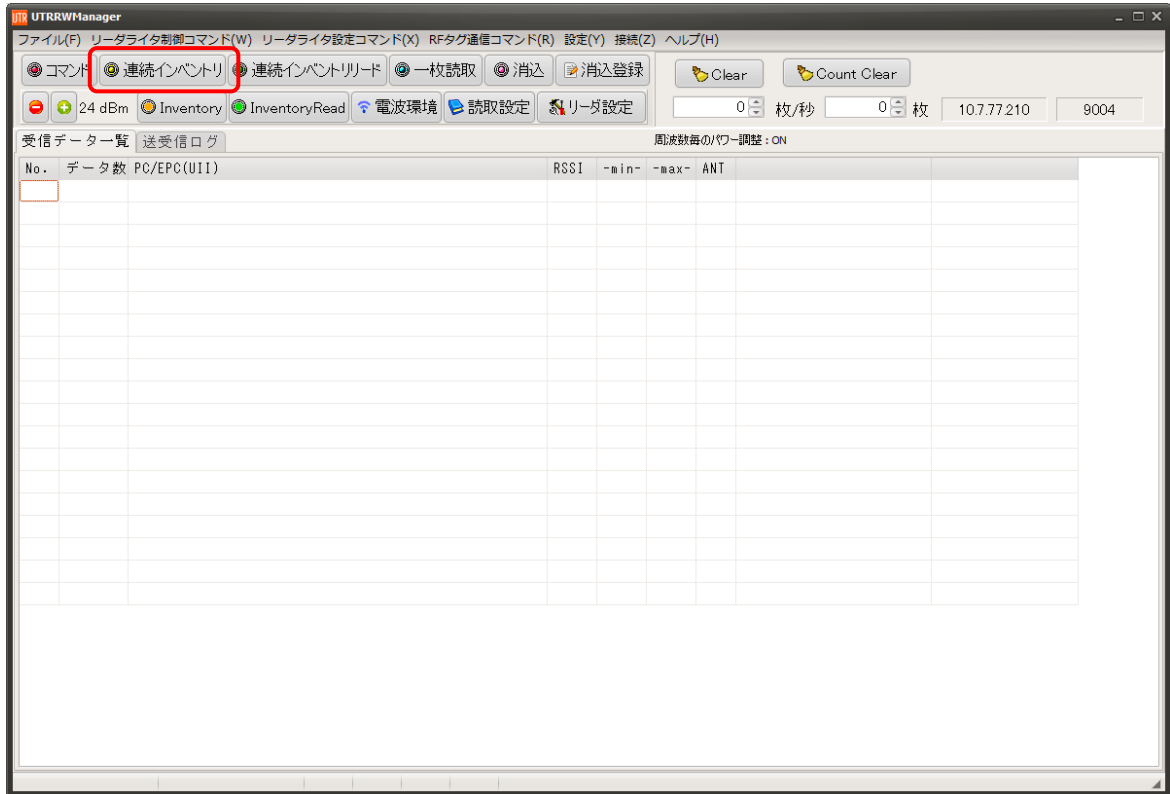 UTR UTRRWManager
ファイル(F) リーダライタ制御コマンド(W) リーダライタ設定コマンド(X) RFタグ通信コマンド(R) 設定(Y) 接続(Z) ヘルプ(H)
コマンド 連続インベントリ 連続インベントリリード 一枚読取 消込 消込登録 Clear Count Clear
24 dBm Inventory InventoryRead 電波環境 読取設定 リーダ設定 0 枚/秒 0 枚 10.7.77.210 9004
受信データ一覧 送受信ログ 周波数毎のパワー調整：ON
No. データ数 PC/EPC(UII) RSSI -min- -max- ANT